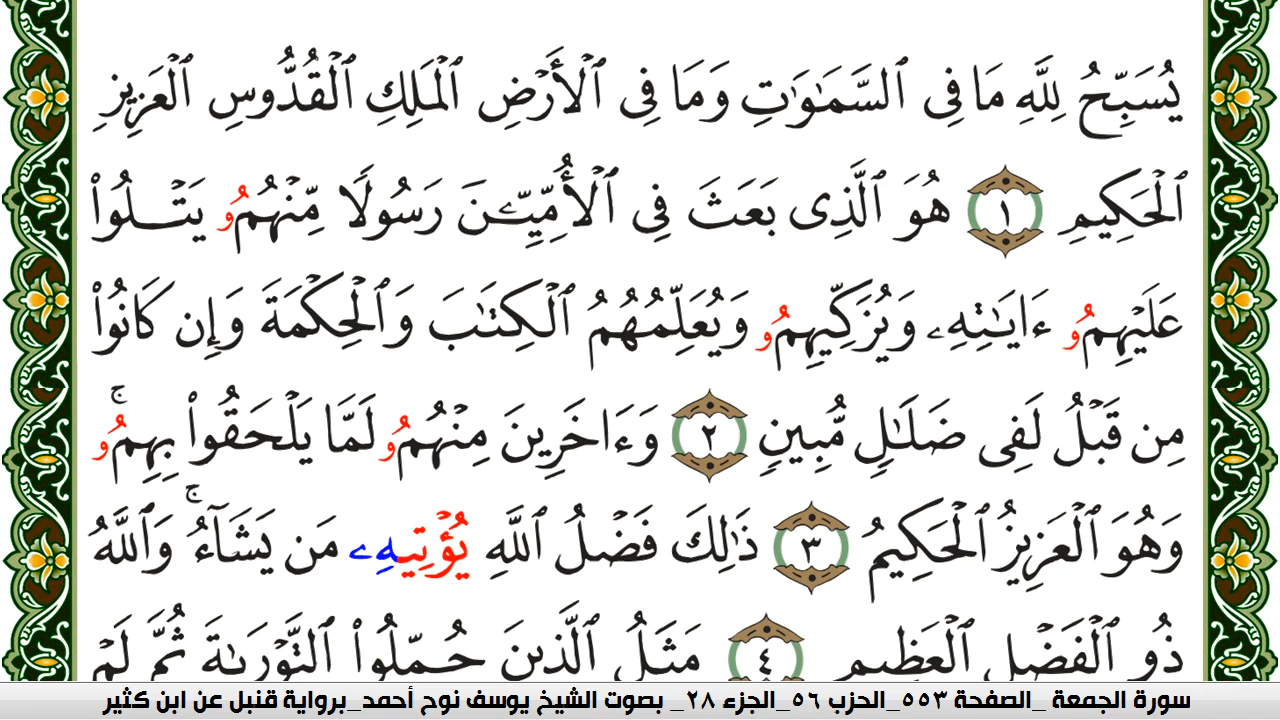 يُسَبِّحُ لِلَّهِ مَا فِى ٱلسَّمَـٰوَٰتِ وَمَا فِى ٱلْأَرْضِ ٱلْمَلِكِ ٱلْقُدُّوسِ ٱلْعَزِيزِ
ٱلْحَكِيمِ ١ هُوَ ٱلَّذِى بَعَثَ فِى ٱلْأُمِّيِّـۧنَ رَسُولًا مِّنْهُمُۥ يَتْلُوا۟
عَلَيْهِمُۥ ءَايَـٰتِهِۦ وَيُزَكِّيهِمُۥ وَيُعَلِّمُهُمُ ٱلْكِتَـٰبَ وَٱلْحِكْمَةَ وَإِن كَانُوا۟
مِن قَبْلُ لَفِى ضَلَـٰلٍ مُّبِينٍ ٢ وَءَاخَرِينَ مِنْهُمُۥ لَمَّا يَلْحَقُوا۟ بِهِمُۥ ۚ
وَهُوَ ٱلْعَزِيزُ ٱلْحَكِيمُ ٣ ذَٰلِكَ فَضْلُ ٱللَّهِ يُؤْتِيهِۦ مَن يَشَآءُ ۚ وَٱللَّهُ
ذُو ٱلْفَضْلِ ٱلْعَظِيمِ ٤ مَثَلُ ٱلَّذِينَ حُمِّلُوا۟ ٱلتَّوْرَىٰةَ ثُمَّ لَمْ
سورة الجمعة _الصفحة ٥٥٣_الحزب ٥٦_الجزء ٢٨_ بصوت الشيخ يوسف نوح أحمد_برواية قنبل عن ابن كثير